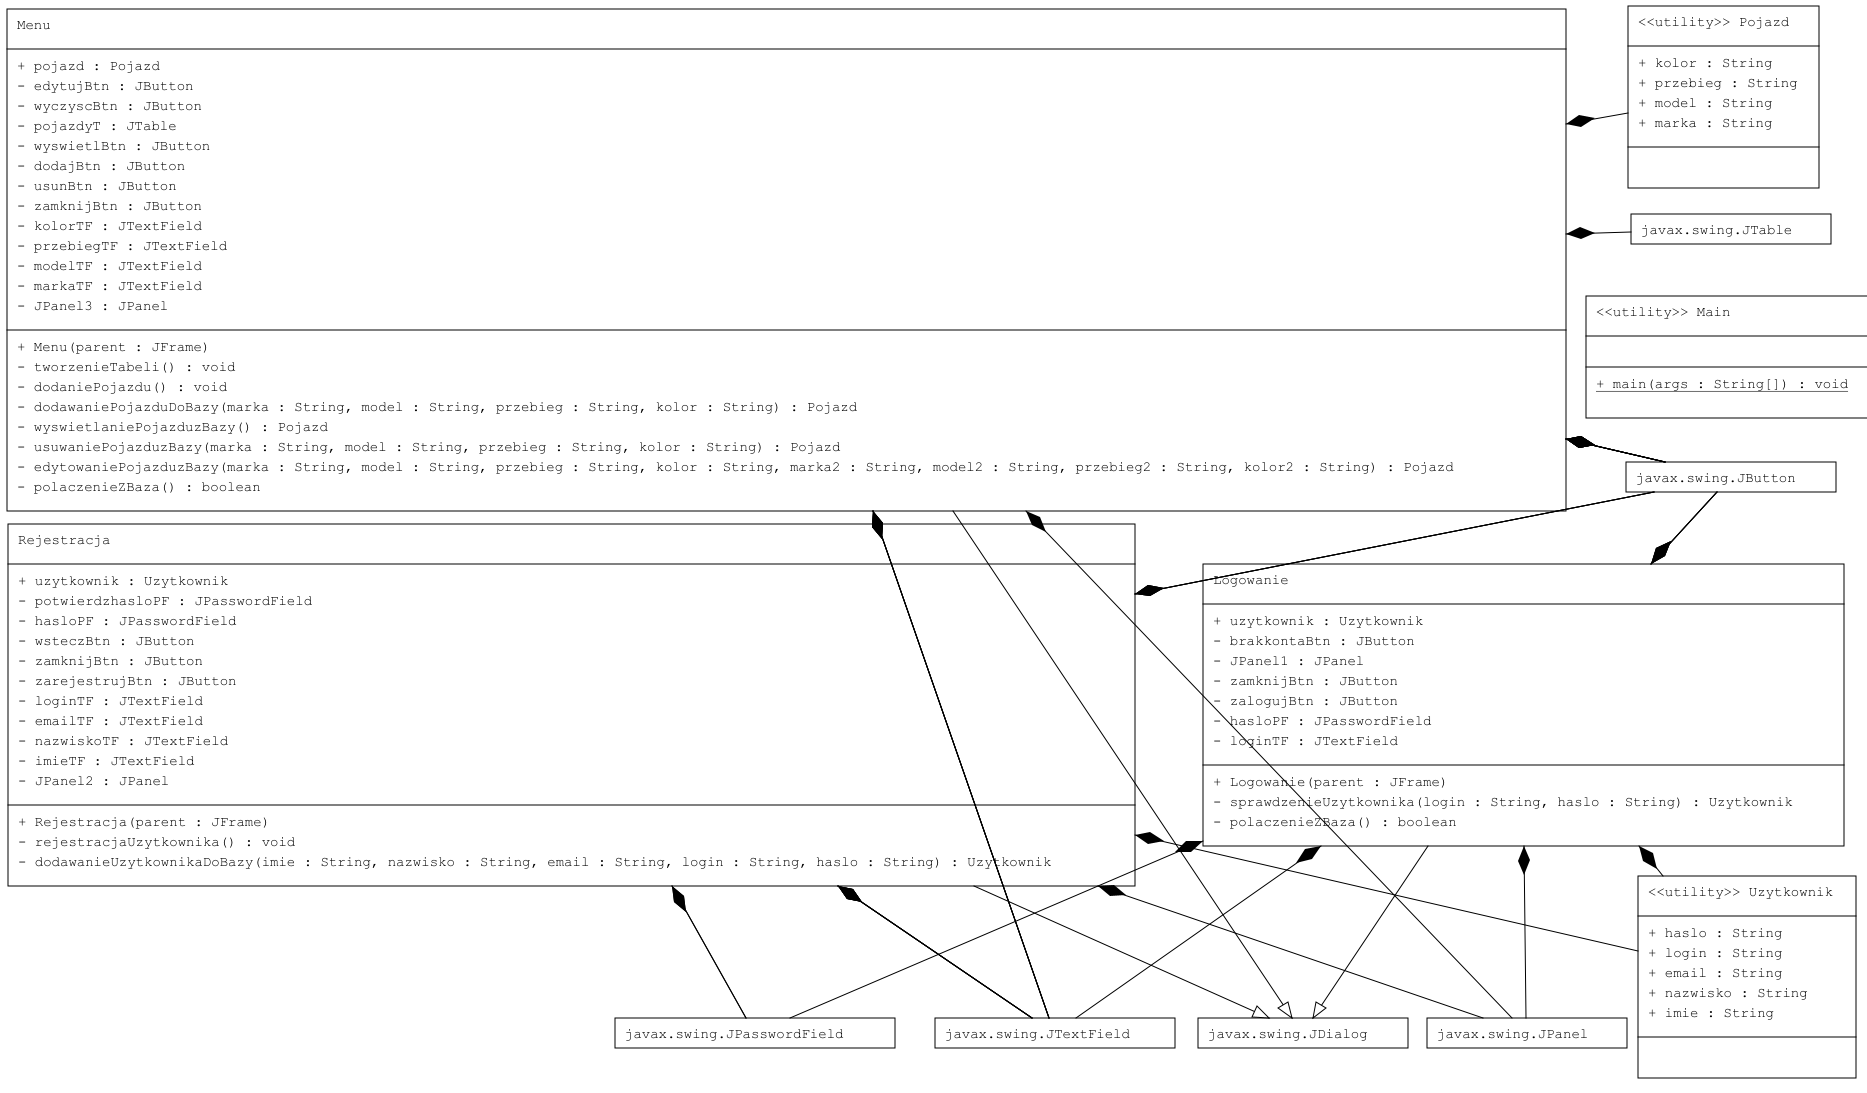 Menu
+ pojazd : Pojazd
- edytujBtn : JButton
- wyczyscBtn : JButton
- pojazdyT : JTable
- wyswietlBtn : JButton
- dodajBtn : JButton
- usunBtn : JButton
- zamknijBtn : JButton
- kolorTF : JTextField
- przebiegTF : JTextField
- modelTF : JTextField
- markaTF : JTextField
- JPanel3 : JPanel
+ Menu(parent : JFrame)
- tworzenieTabeli() : void
- dodaniePojazdu() : void
- dodawaniePojazduDoBazy(marka : String, model : String, przebieg : String, kolor : String) : Pojazd
- wyswietlaniePojazduzBazy() : Pojazd
- usuwaniePojazduzBazy(marka : String, model : String, przebieg : String, kolor : String) : Pojazd
- edytowaniePojazduzBazy(marka : String, model : String, przebieg : String, kolor : String, marka2 : String, model2 : String, przebieg2 : String, kolor2 : String) : Pojazd
- polaczenieZBaza() : boolean
<<utility>> Pojazd
+ kolor : String
+ przebieg : String
+ model : String
+ marka : String
javax.swing.JTable
<<utility>> Main
+ main(args : String[]) : void
javax.swing.JButton
Rejestracja
+ uzytkownik : Uzytkownik
- potwierdzhasloPF : JPasswordField
- hasloPF : JPasswordField
- wsteczBtn : JButton
- zamknijBtn : JButton
- zarejestrujBtn : JButton
- loginTF : JTextField
- emailTF : JTextField
- nazwiskoTF : JTextField
- imieTF : JTextField
- JPanel2 : JPanel
+ Rejestracja(parent : JFrame)
- rejestracjaUzytkownika() : void
- dodawanieUzytkownikaDoBazy(imie : String, nazwisko : String, email : String, login : String, haslo : String) : Uzytkownik
Logowanie
+ uzytkownik : Uzytkownik
- brakkontaBtn : JButton
- JPanel1 : JPanel
- zamknijBtn : JButton
- zalogujBtn : JButton
- hasloPF : JPasswordField
- loginTF : JTextField
+ Logowanie(parent : JFrame)
- sprawdzenieUzytkownika(login : String, haslo : String) : Uzytkownik
- polaczenieZBaza() : boolean
<<utility>> Uzytkownik
+ haslo : String
+ login : String
+ email : String
+ nazwisko : String
+ imie : String
javax.swing.JPasswordField
javax.swing.JTextField
javax.swing.JDialog
javax.swing.JPanel